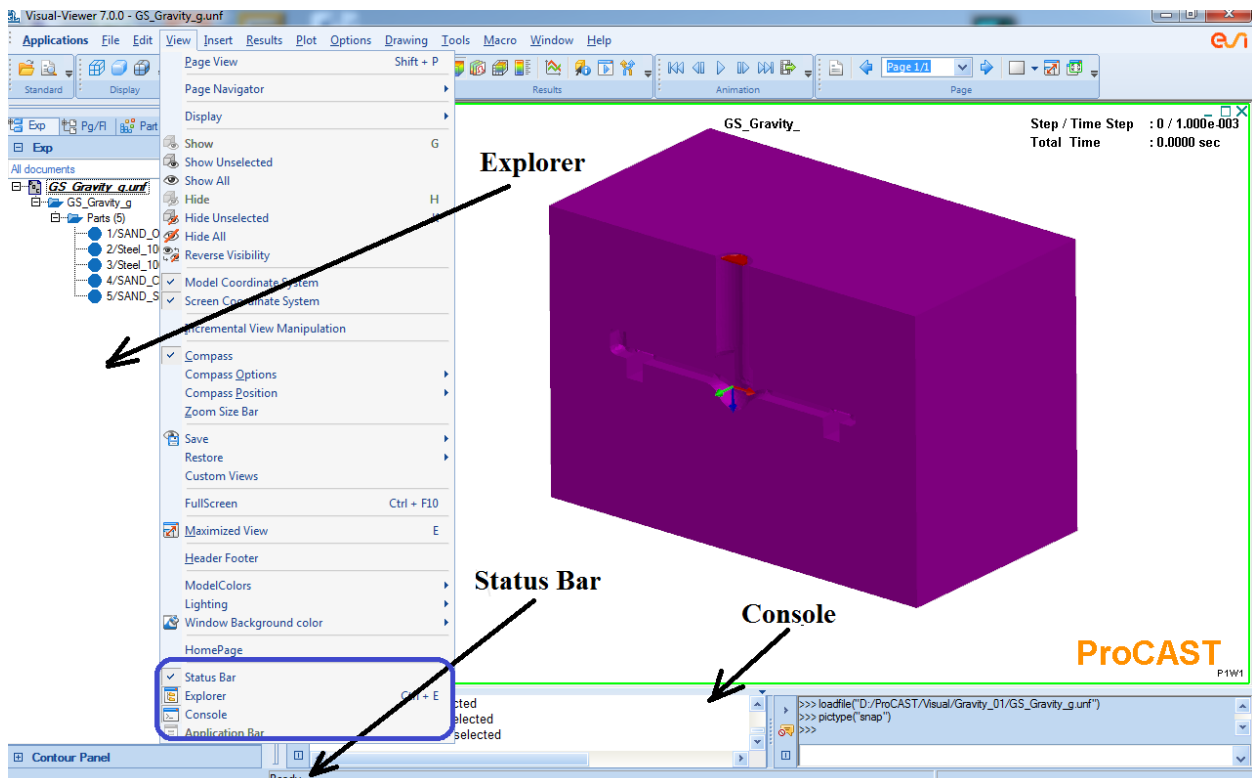 Visual-Viewer 7.0.0 - GS_Gravity_g.unf
Applications File Edit View Insert Results Plot Options Drawing Tools Macro Window Help
esi
Page 1/1
Standard Display Results Animation Page
Exp Pg/Fl Part
Exp
All documents
GS_Gravity_g.unf
GS_Gravity_g
Parts (5)
1/SAND_O
2/Steel_10
3/Steel_10
4/SAND_C
5/SAND_S
Page View Shift + P
Page Navigator
Display
Show G
Show Unselected
Show All
Hide H
Hide Unselected
Hide All
Reverse Visibility
Model Coordinate System
Screen Coordinate System
Incremental View Manipulation
Compass
Compass Options
Compass Position
Zoom Size Bar
Save
Restore
Custom Views
FullScreen Ctrl + F10
Maximized View E
Header Footer
ModelColors
Lighting
Window Background color
HomePage
Status Bar
Explorer Ctrl + E
Console
Application Bar
GS_Gravity_
Step / Time Step : 0 / 1.000e-003
Total Time : 0.0000 sec
Explorer
Status Bar
Console
ProCAST
P1W1
cted
elected
selected
>>> loadfile("D:/ProCAST/Visual/Gravity_01/GS_Gravity_g.unf")
>>> pictype("snap")
>>>
Contour Panel
Ready